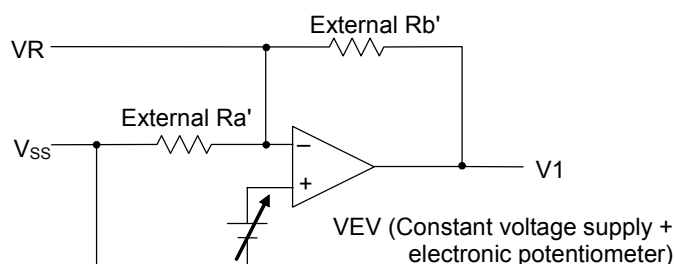 External Rb'
VR
External Ra'
VSS
−
+
V1
VEV (Constant voltage supply +
electronic potentiometer)